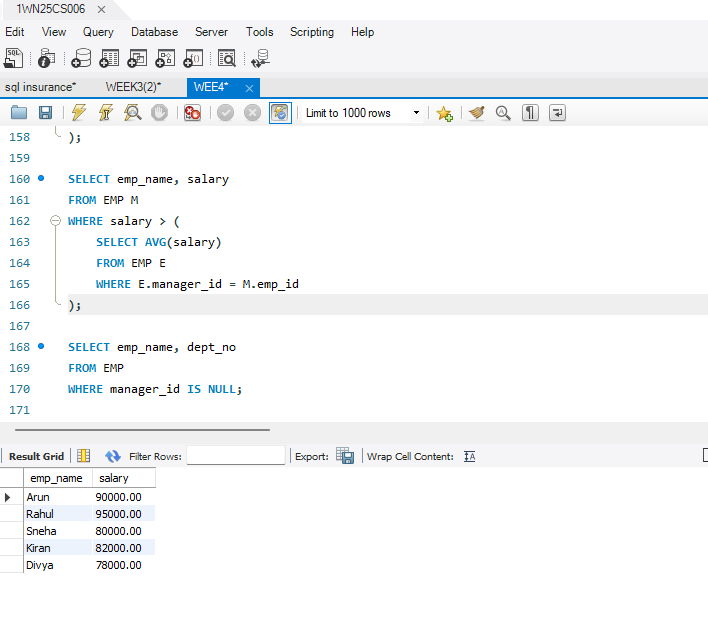 1WN25CS006
Edit View Query Database Server Tools Scripting Help
SQL
sql insurance* WEEK3(2)* WEE4*
Limit to 1000 rows
158 );
159
160 SELECT emp_name, salary
161 FROM EMP M
162 WHERE salary > (
163 SELECT AVG(salary)
164 FROM EMP E
165 WHERE E.manager_id = M.emp_id
166 );
167
168 SELECT emp_name, dept_no
169 FROM EMP
170 WHERE manager_id IS NULL;
171
Result Grid Filter Rows: Export: Wrap Cell Content:
emp_name salary
Arun 90000.00
Rahul 95000.00
Sneha 80000.00
Kiran 82000.00
Divya 78000.00